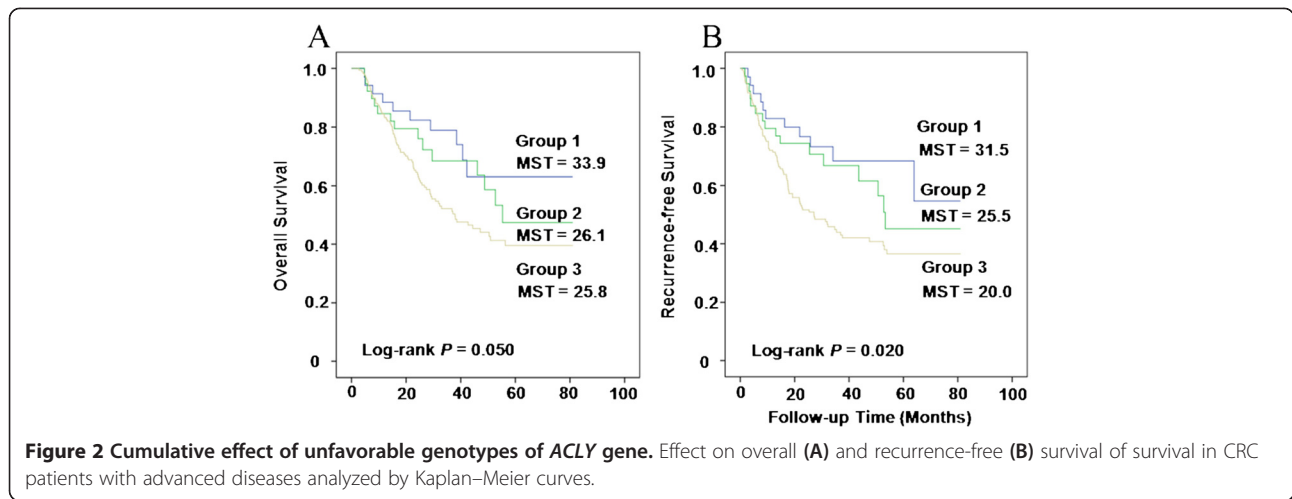 A
Overall Survival
1.0
0.8
0.6
0.4
0.2
0
Group 1
MST = 33.9
Group 2
MST = 26.1
Group 3
MST = 25.8
Log-rank P = 0.050
0 20 40 60 80 100
B
Recurrence-free Survival
1.0
0.8
0.6
0.4
0.2
0
Group 1
MST = 31.5
Group 2
MST = 25.5
Group 3
MST = 20.0
Log-rank P = 0.020
0 20 40 60 80 100
Follow-up Time (Months)
Figure 2 Cumulative effect of unfavorable genotypes of ACLY gene. Effect on overall (A) and recurrence-free (B) survival of survival in CRC
patients with advanced diseases analyzed by Kaplan–Meier curves.